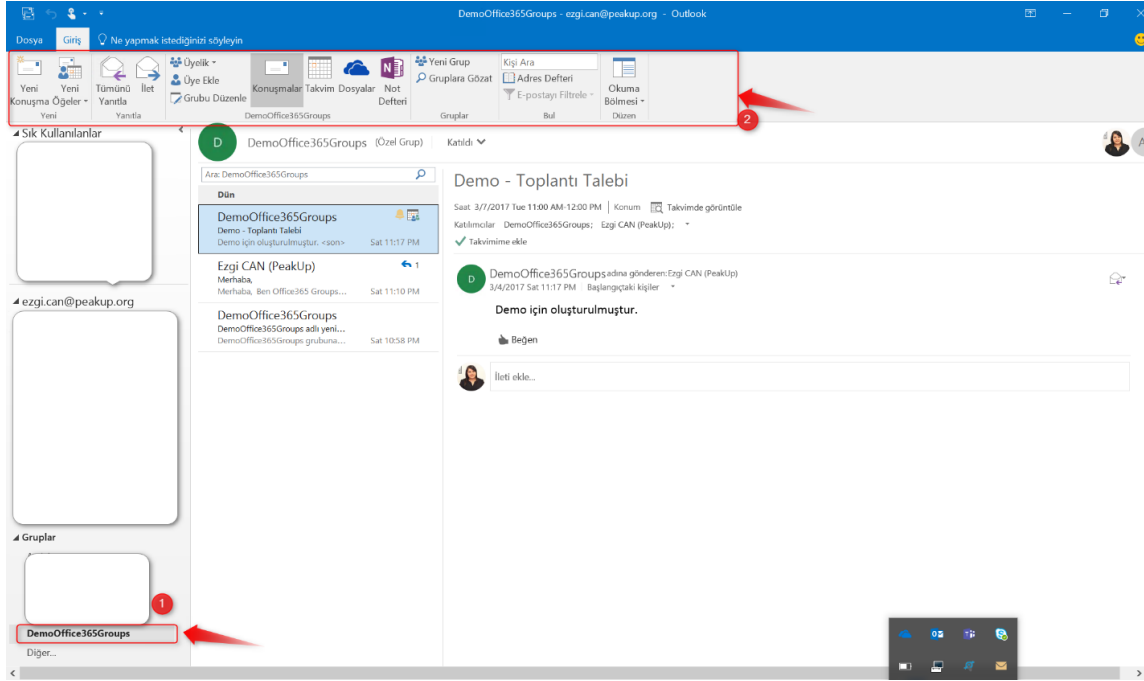 DemoOffice365Groups - ezgi.can@peakup.org - Outlook
Dosya Giriş Ne yapmak istediğinizi söyleyin
Yeni Konuşma
Yeni Öğeler
Yeni
Tümünü Yanıtla
İlet
Yanıtla
Üyelik
Üye Ekle
Grubu Düzenle
Konuşmalar Takvim Dosyalar Not Defteri
DemoOffice365Groups
Yeni Grup
Gruplara Gözat
Gruplar
Kişi Ara
Adres Defteri
E-postayı Filtrele
Bul
Okuma Bölmesi
Düzen
2
Sık Kullanılanlar
ezgi.can@peakup.org
Gruplar
1
DemoOffice365Groups
Diğer...
D DemoOffice365Groups (Özel Grup) Katıldı
A
Ara: DemoOffice365Groups
Dün
DemoOffice365Groups
Demo - Toplantı Talebi
Demo için oluşturulmuştur. <son> Sat 11:17 PM
Ezgi CAN (PeakUp) 1
Merhaba,
Merhaba, Ben Office365 Groups... Sat 11:10 PM
DemoOffice365Groups
DemoOffice365Groups adlı yeni...
DemoOffice365Groups grubuna... Sat 10:58 PM
Demo - Toplantı Talebi
Saat 3/7/2017 Tue 11:00 AM-12:00 PM Konum Takvimde görüntüle
Katılımcılar DemoOffice365Groups; Ezgi CAN (PeakUp);
Takvimime ekle
D DemoOffice365Groups adına gönderen: Ezgi CAN (PeakUp)
3/4/2017 Sat 11:17 PM Başlangıçtaki kişiler
Demo için oluşturulmuştur.
Beğen
İleti ekle...